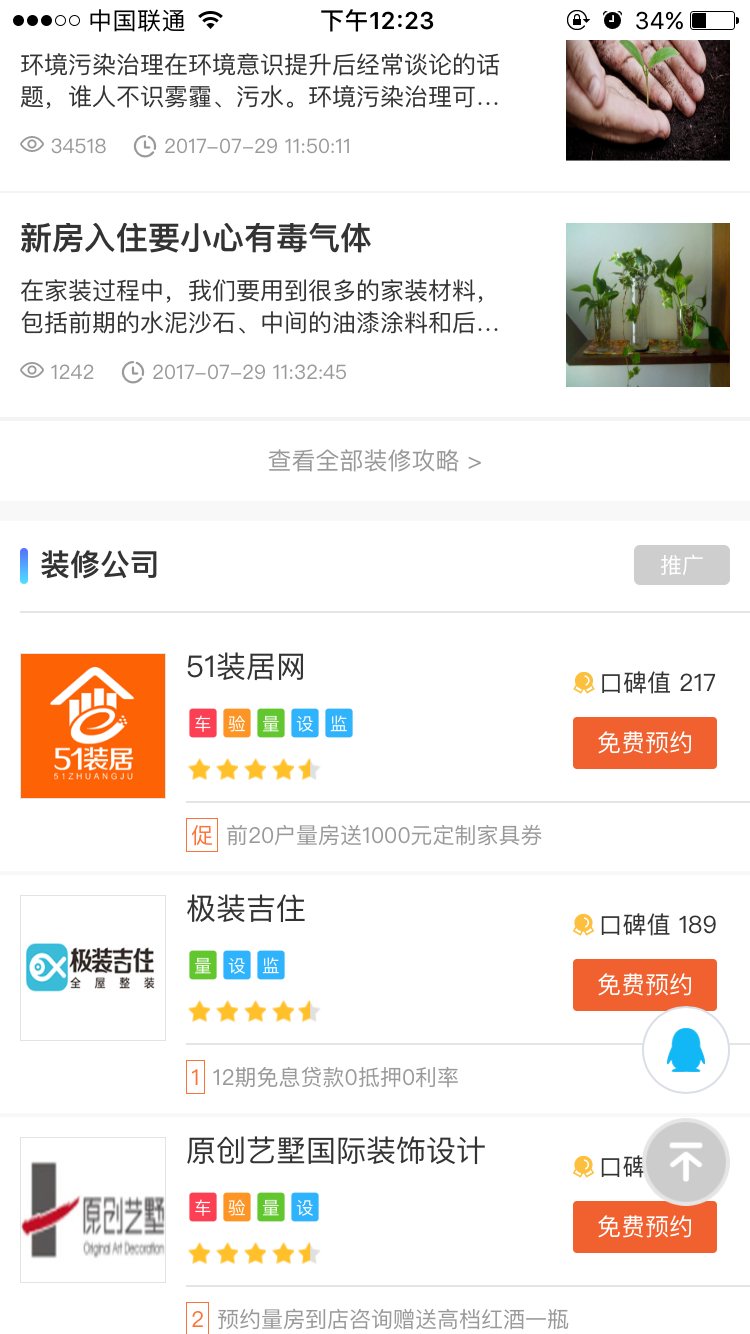 中国联通 下午12:23 34%
环境污染治理在环境意识提升后经常谈论的话
题，谁人不识雾霾、污水。环境污染治理可...
34518 2017-07-29 11:50:11
新房入住要小心有毒气体
在家装过程中，我们要用到很多的家装材料，
包括前期的水泥沙石、中间的油漆涂料和后...
1242 2017-07-29 11:32:45
查看全部装修攻略 >
装修公司 推广
51装居
51ZHUANGJU
51装居网
口碑值 217
车 验 量 设 监
免费预约
促 前20户量房送1000元定制家具券
极装吉住
全屋整装
极装吉住
口碑值 189
量 设 监
免费预约
1 12期免息贷款0抵押0利率
原创艺墅
Original Art Decoration
原创艺墅国际装饰设计
口碑
车 验 量 设
免费预约
2 预约量房到店咨询赠送高档红酒一瓶